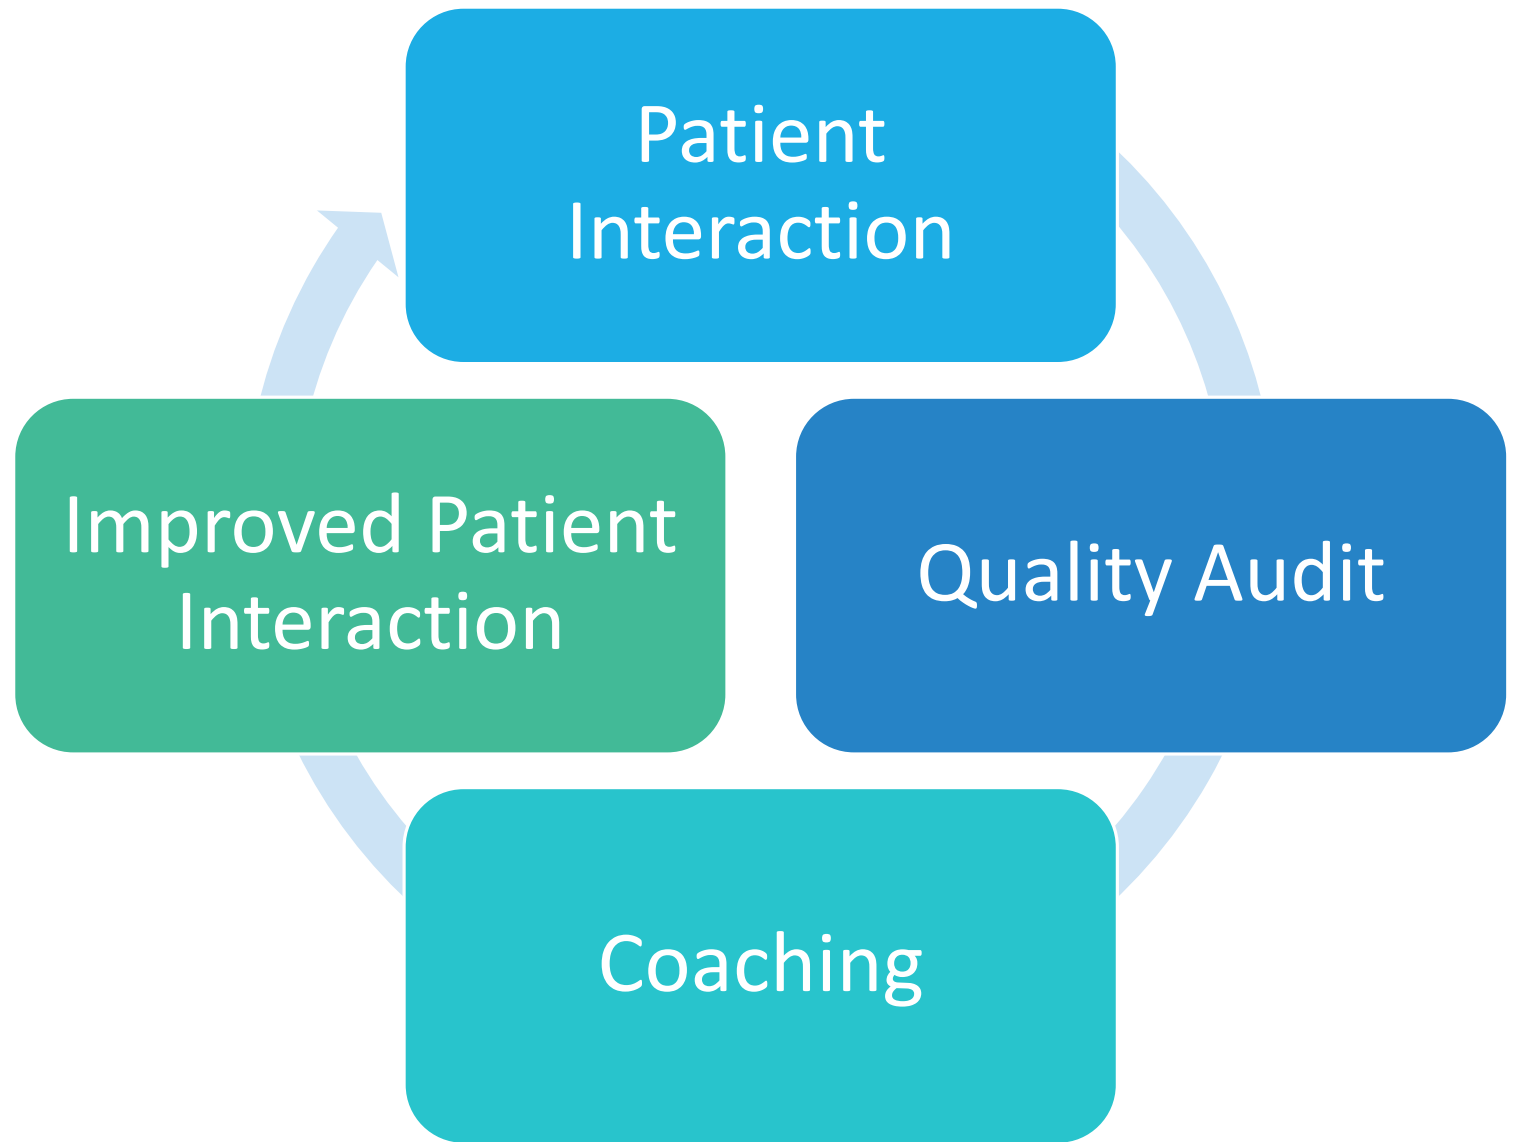 Patient
Interaction
Quality Audit
Coaching
Improved Patient
Interaction